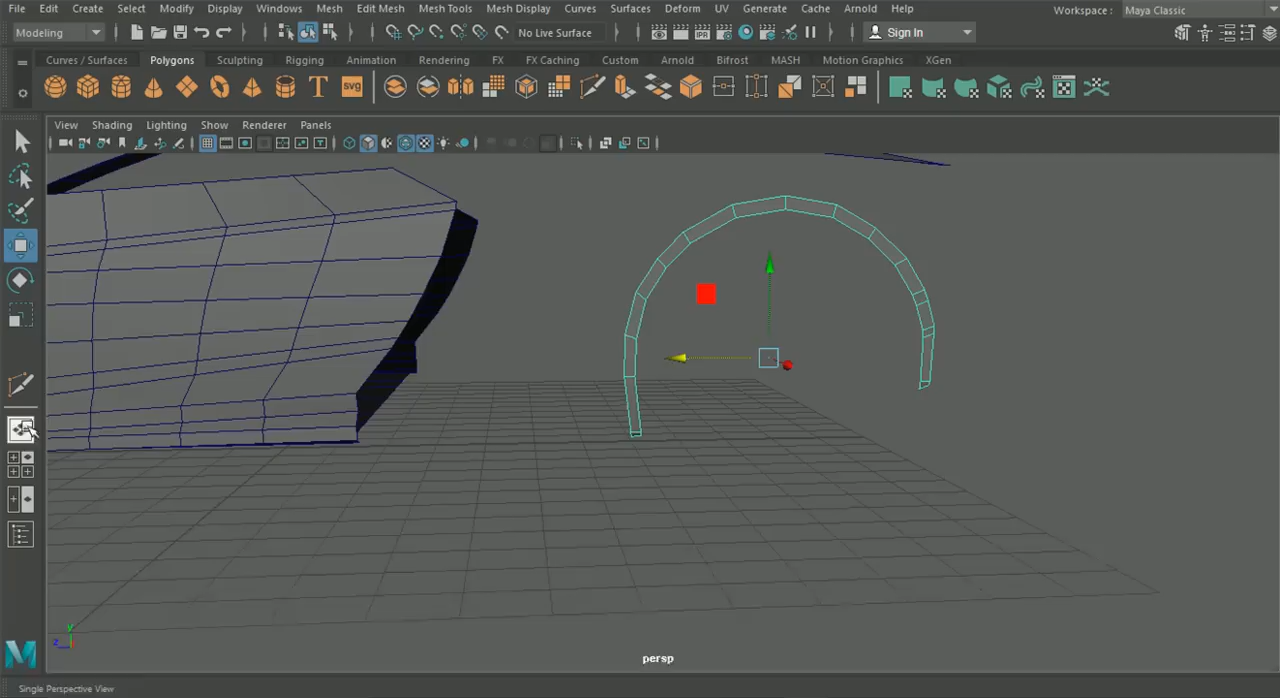 File Edit Create Select Modify Display Windows Mesh Edit Mesh Mesh Tools Mesh Display Curves Surfaces Deform UV Generate Cache Arnold Help Workspace : Maya Classic
Modeling No Live Surface Sign In
Curves / Surfaces Polygons Sculpting Rigging Animation Rendering FX FX Caching Custom Arnold Bifrost MASH Motion Graphics XGen
T SVG
View Shading Lighting Show Renderer Panels
y
z
persp
M
Single Perspective View